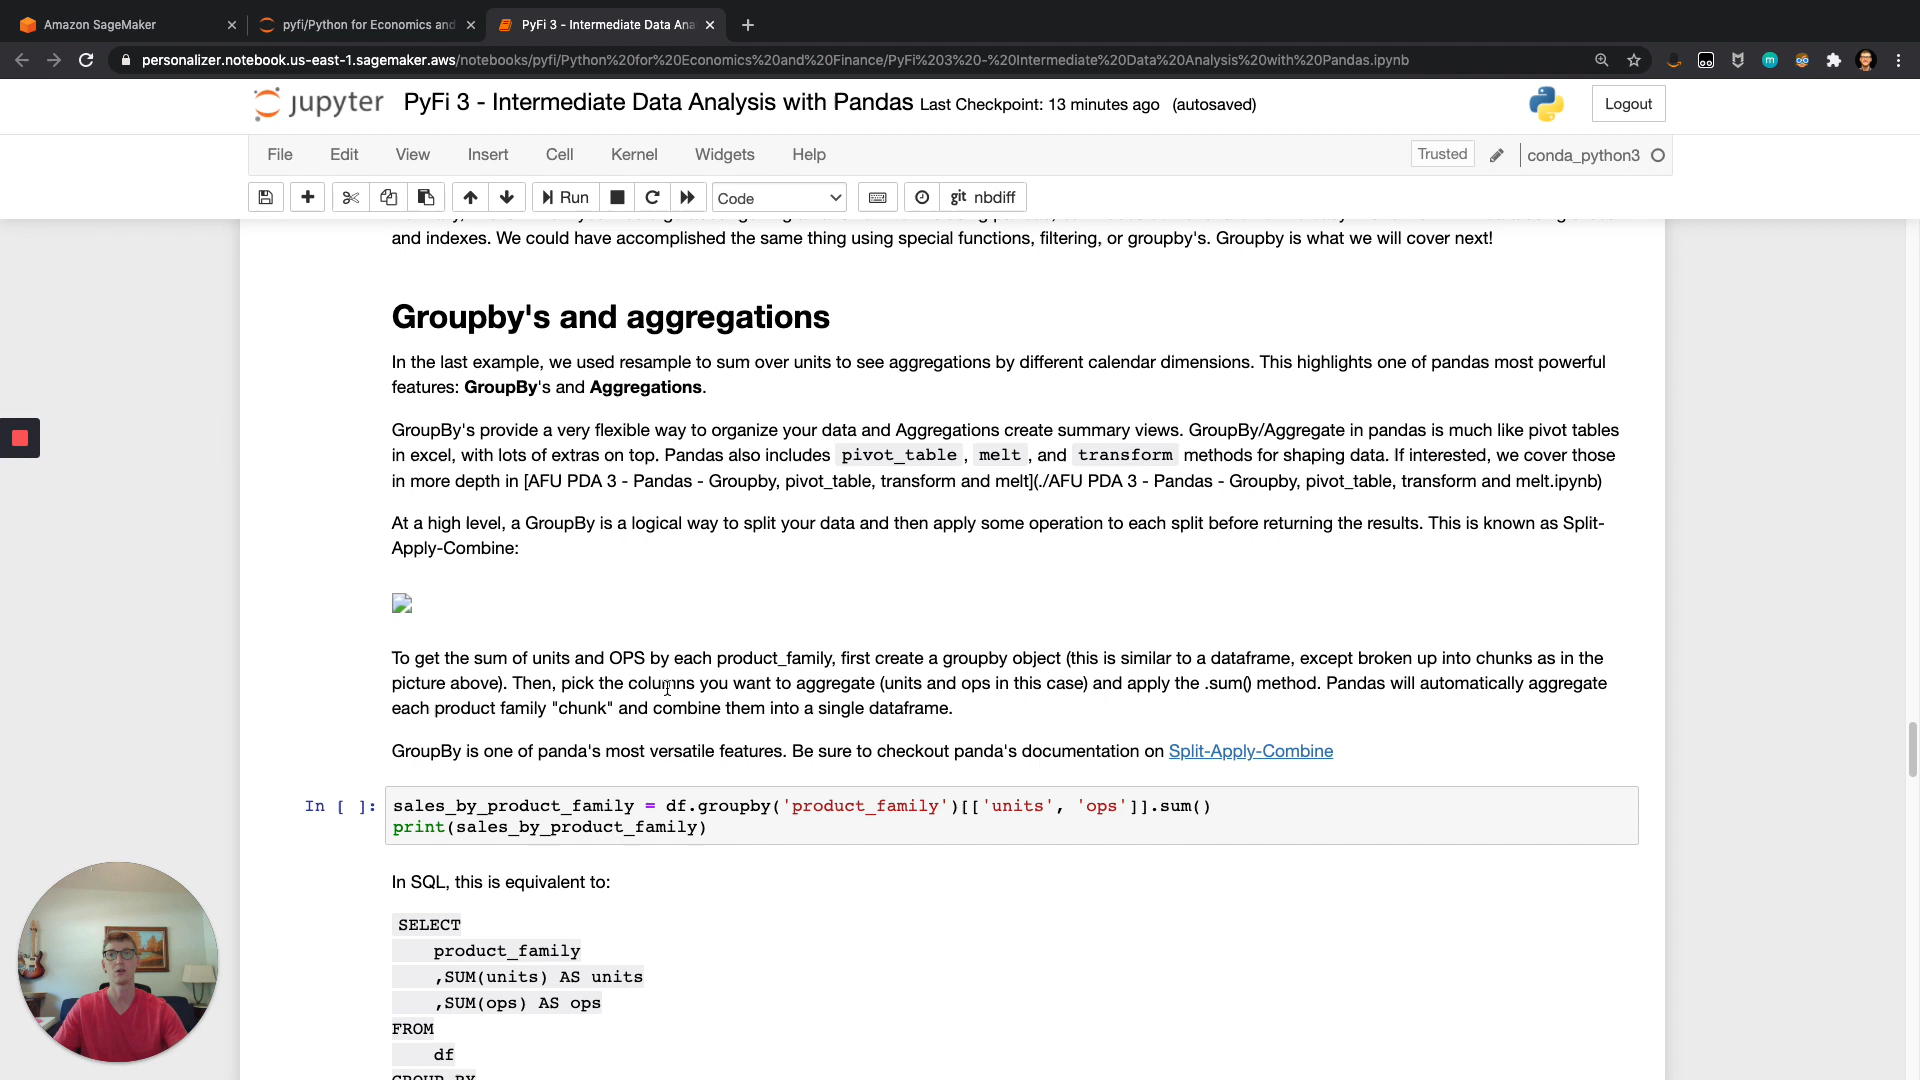 Amazon SageMaker
pyfi/Python for Economics and
PyFi 3 - Intermediate Data Ana
personalizer.notebook.us-east-1.sagemaker.aws/notebooks/pyfi/Python%20for%20Economics%20and%20Finance/PyFi%203%20-%20Intermediate%20Data%20Analysis%20with%20Pandas.ipynb
jupyter PyFi 3 - Intermediate Data Analysis with Pandas Last Checkpoint: 13 minutes ago (autosaved)
Logout
File Edit View Insert Cell Kernel Widgets Help
Trusted
conda_python3
Run
Code
git nbdiff
and indexes. We could have accomplished the same thing using special functions, filtering, or groupby's. Groupby is what we will cover next!
Groupby's and aggregations
In the last example, we used resample to sum over units to see aggregations by different calendar dimensions. This highlights one of pandas most powerful
features: GroupBy's and Aggregations.
GroupBy's provide a very flexible way to organize your data and Aggregations create summary views. GroupBy/Aggregate in pandas is much like pivot tables
in excel, with lots of extras on top. Pandas also includes pivot_table , melt , and transform methods for shaping data. If interested, we cover those
in more depth in [AFU PDA 3 - Pandas - Groupby, pivot_table, transform and melt](./AFU PDA 3 - Pandas - Groupby, pivot_table, transform and melt.ipynb)
At a high level, a GroupBy is a logical way to split your data and then apply some operation to each split before returning the results. This is known as Split-
Apply-Combine:
To get the sum of units and OPS by each product_family, first create a groupby object (this is similar to a dataframe, except broken up into chunks as in the
picture above). Then, pick the columns you want to aggregate (units and ops in this case) and apply the .sum() method. Pandas will automatically aggregate
each product family "chunk" and combine them into a single dataframe.
GroupBy is one of panda's most versatile features. Be sure to checkout panda's documentation on Split-Apply-Combine
In [ ]: sales_by_product_family = df.groupby('product_family')[['units', 'ops']].sum()
print(sales_by_product_family)
In SQL, this is equivalent to:
SELECT
product_family
,SUM(units) AS units
,SUM(ops) AS ops
FROM
df
GROUP BY